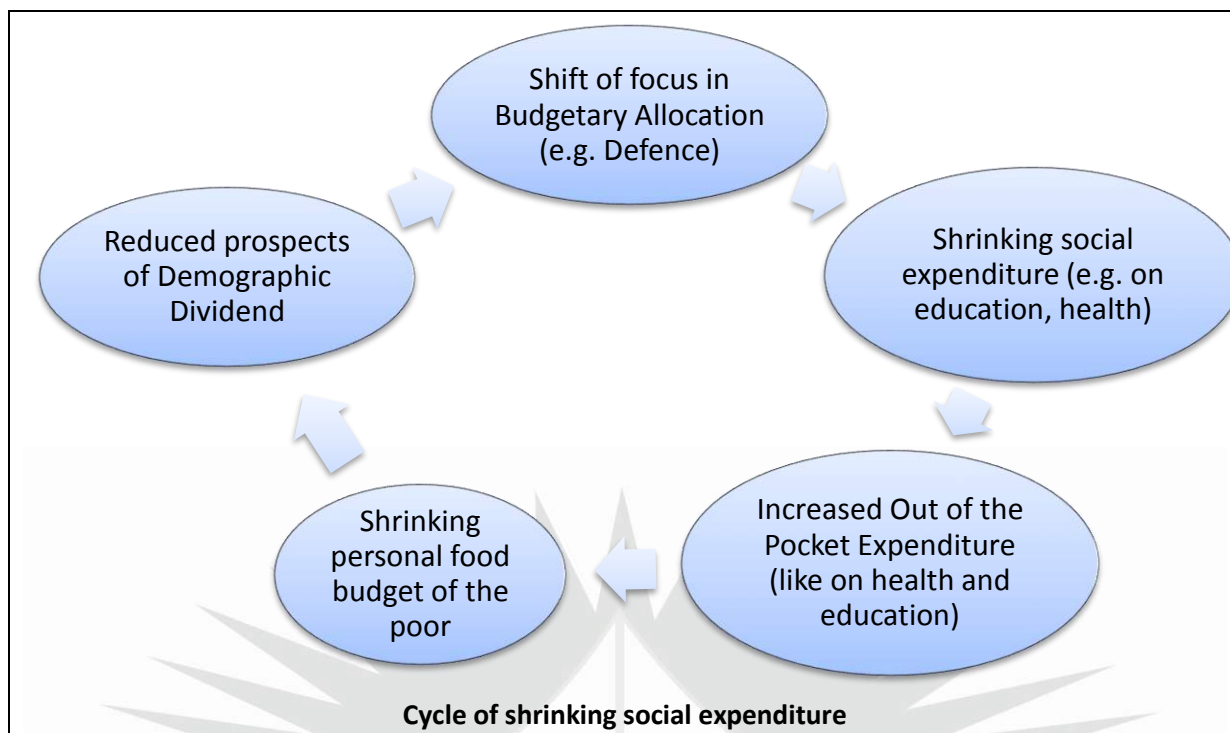 Shift of focus in
Budgetary Allocation
(e.g. Defence)
Shrinking social
expenditure (e.g. on
education, health)
Increased Out of the
Pocket Expenditure
(like on health and
education)
Shrinking
personal food
budget of the
poor
Reduced prospects
of Demographic
Dividend
Cycle of shrinking social expenditure